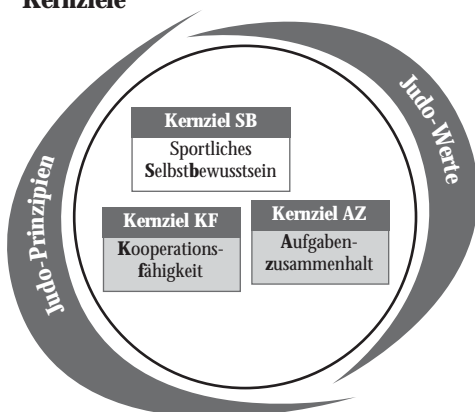 Kernziele
Judo-Werte
Judo-Prinzipien
Kernziel SB
Sportliches
Selbstbewusstsein
Kernziel KF
Kooperations-
fähigkeit
Kernziel AZ
Aufgaben-
zusammenhalt